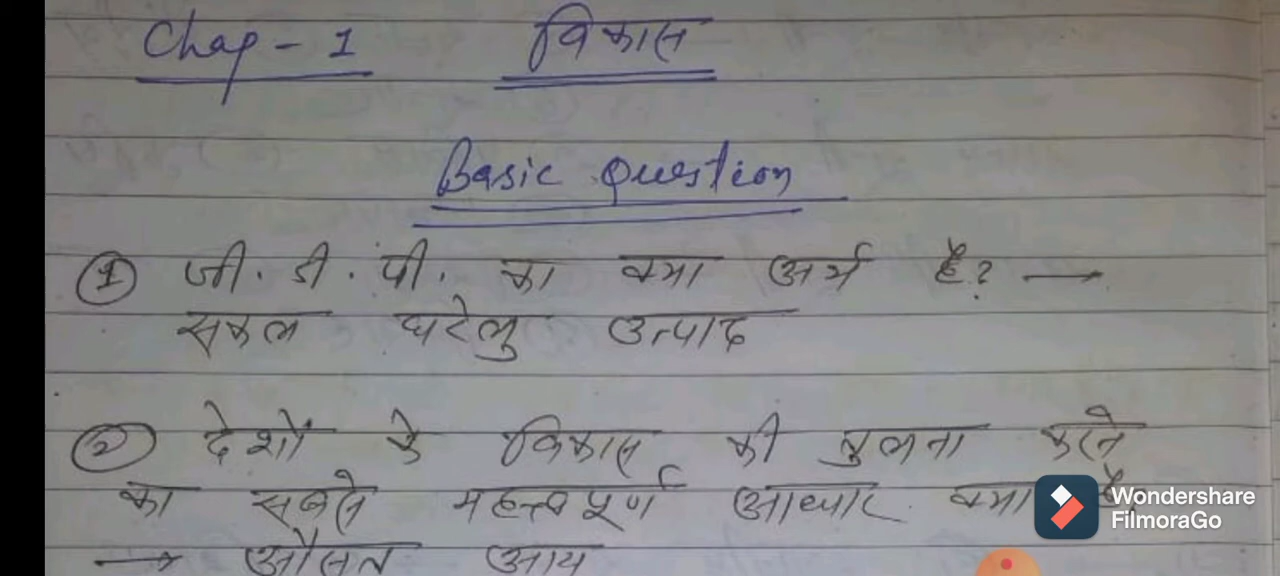 Chap - 1 विकास
Basic Question
① जी. डी. पी. का क्या अर्थ है? →
सकल घरेलु उत्पाद
② देशों के विकास की तुलना करने
का सबसे महत्त्वपूर्ण आधार क्या है
→ औसत आय
Wondershare
FilmoraGo